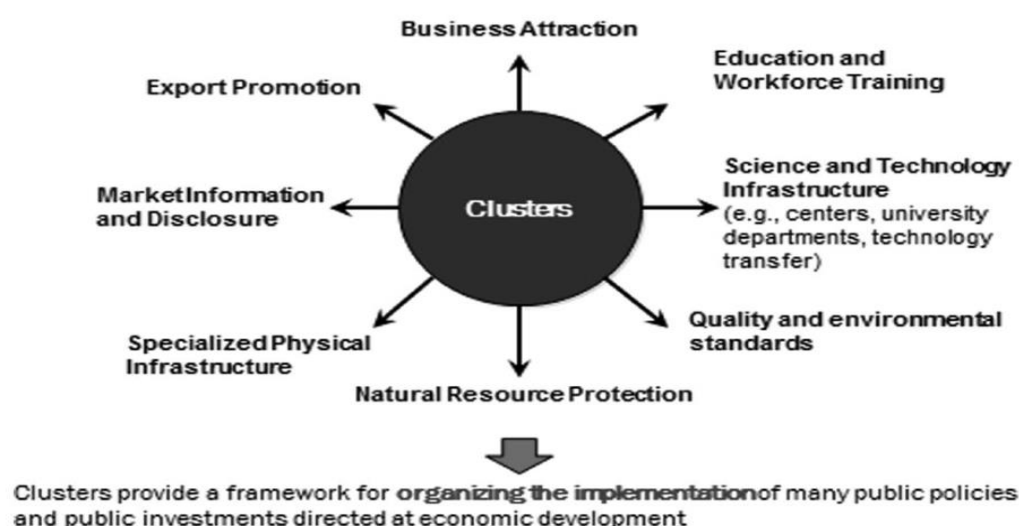 Business Attraction
Education and
Workforce Training
Export Promotion
Science and Technology
Infrastructure
(e.g., centers, university
departments, technology
transfer)
Market Information
and Disclosure
Clusters
Quality and environmental
standards
Specialized Physical
Infrastructure
Natural Resource Protection
Clusters provide a framework for organizing the implementation of many public policies
and public investments directed at economic development